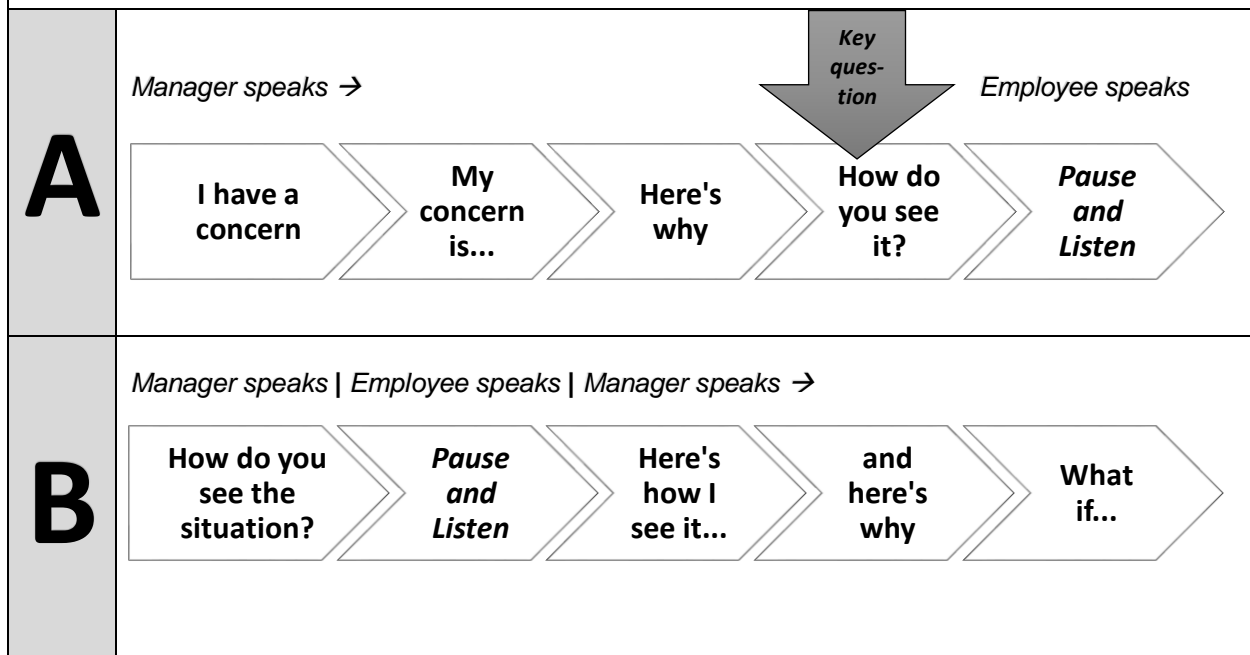 A
Manager speaks →
Key
ques-
tion
Employee speaks
I have a
concern
My
concern
is...
Here's
why
How do
you see
it?
Pause
and
Listen
B
Manager speaks | Employee speaks | Manager speaks →
How do you
see the
situation?
Pause
and
Listen
Here's
how I
see it...
and
here's
why
What
if...